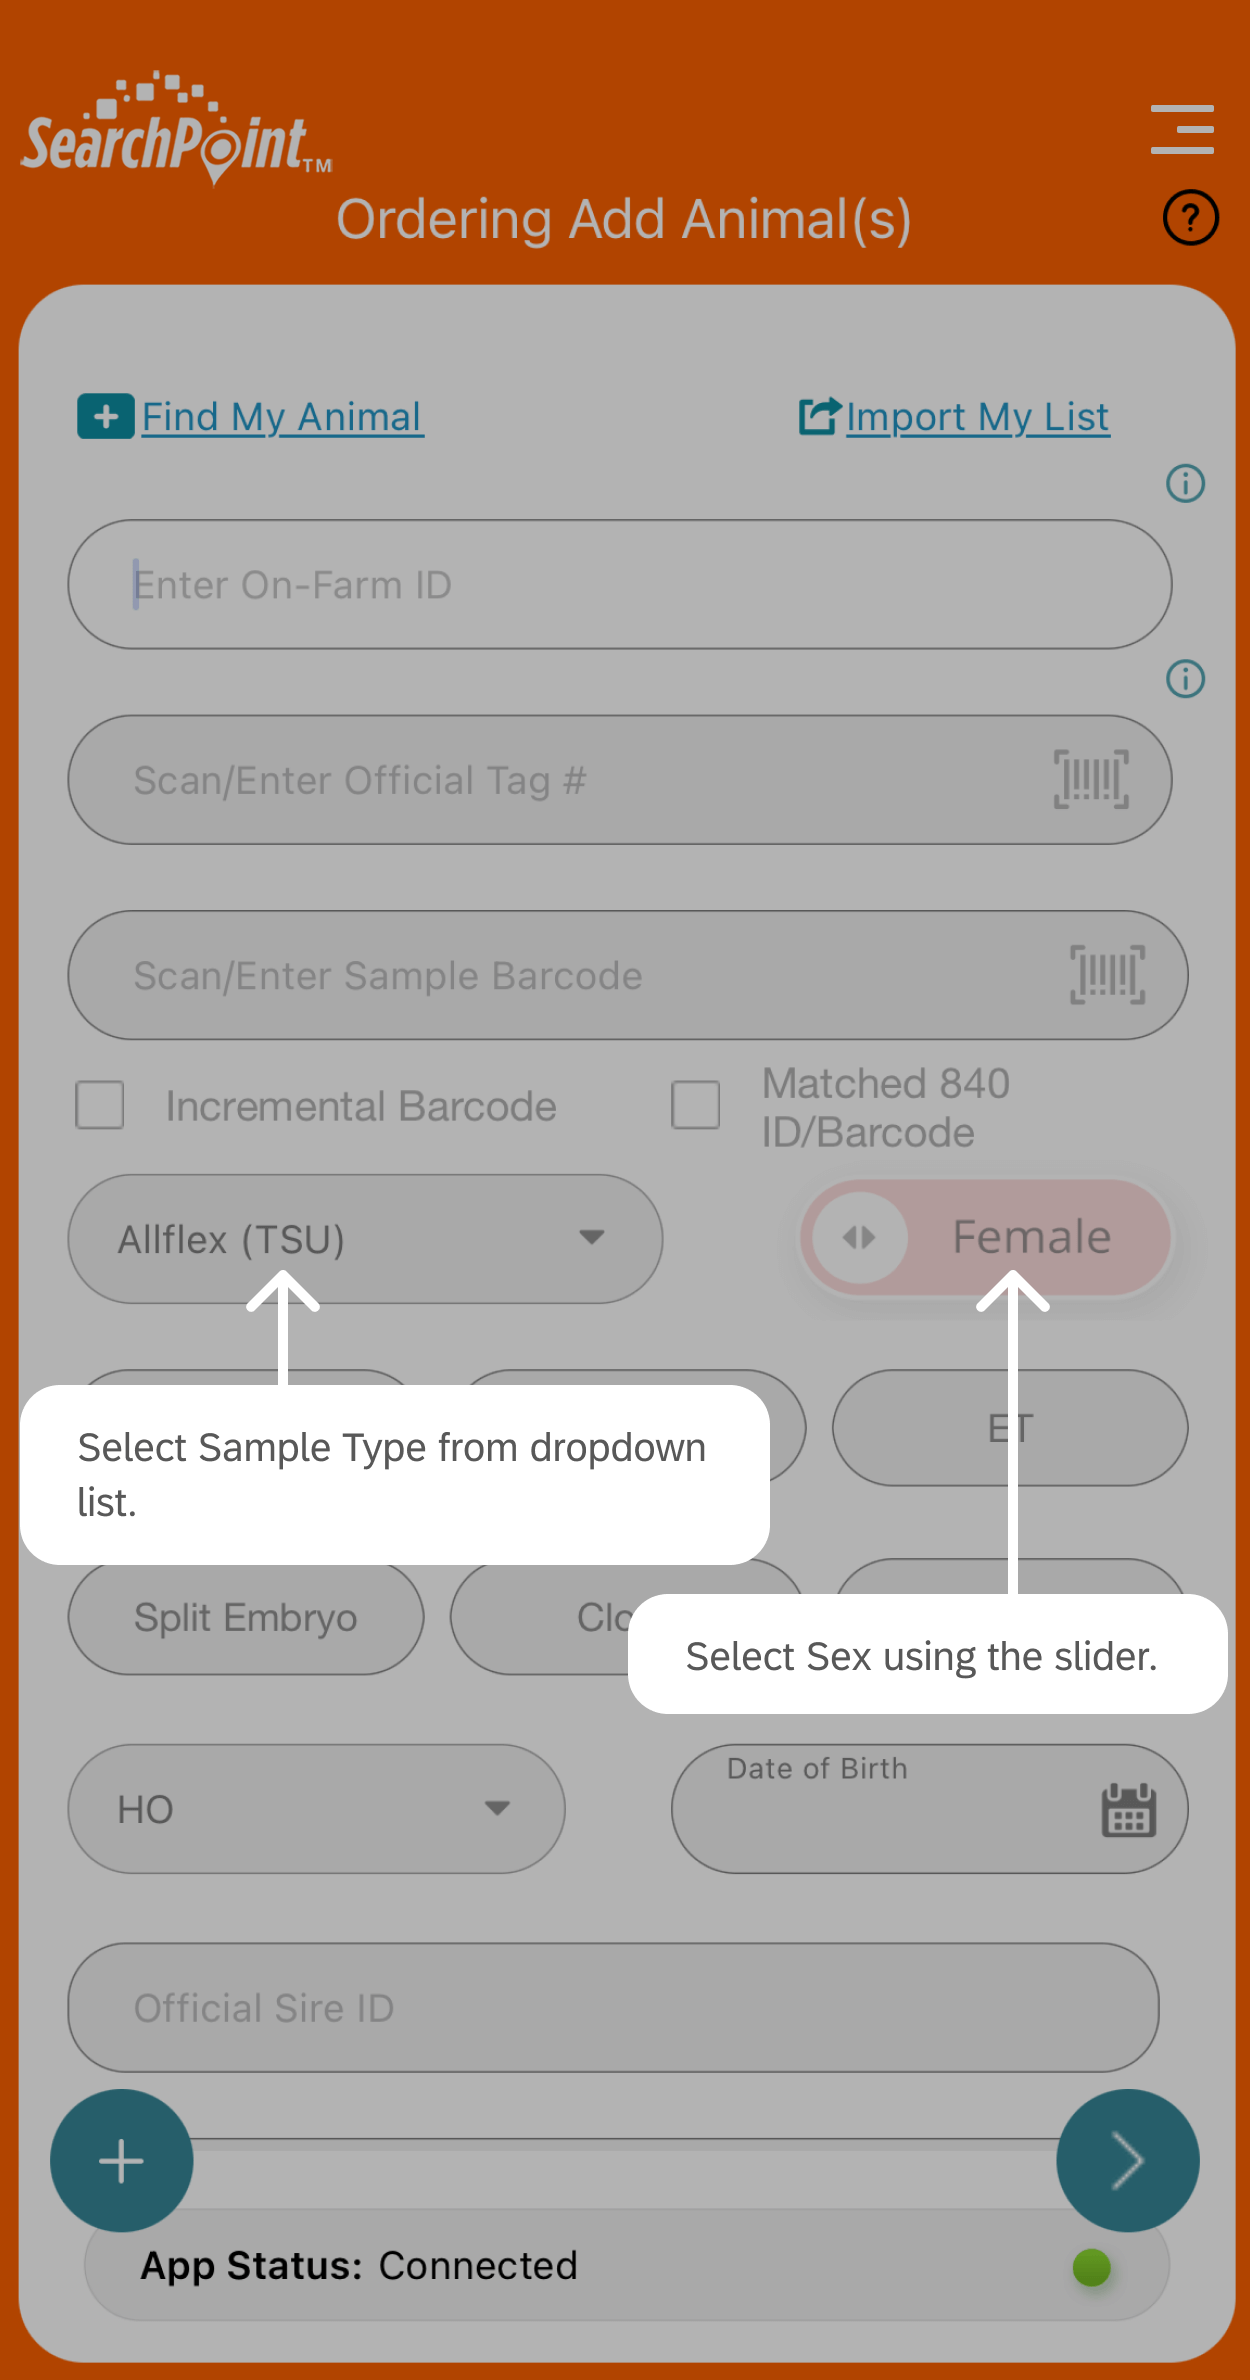 SearchPoint™
Ordering Add Animal(s)
?
Find My Animal
Import My List
Enter On-Farm ID
Scan/Enter Official Tag #
Scan/Enter Sample Barcode
Incremental Barcode
Matched 840
ID/Barcode
Allflex (TSU)
Female
ET
Select Sample Type from dropdown
list.
Split Embryo
Select Sex using the slider.
HO
Date of Birth
Official Sire ID
App Status: Connected